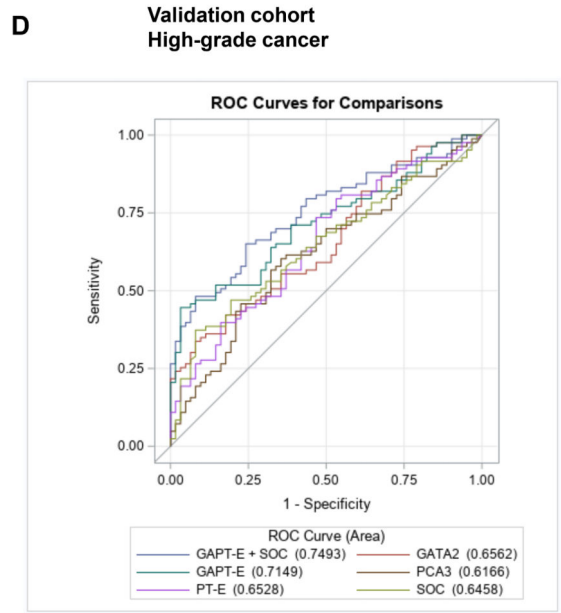 D
Validation cohort
High-grade cancer
ROC Curves for Comparisons
1.00
0.75
0.50
0.25
0.00
Sensitivity
0.00 0.25 0.50 0.75 1.00
1 - Specificity
ROC Curve (Area)
GAPT-E + SOC (0.7493) GATA2 (0.6562)
GAPT-E (0.7149) PCA3 (0.6166)
PT-E (0.6528) SOC (0.6458)